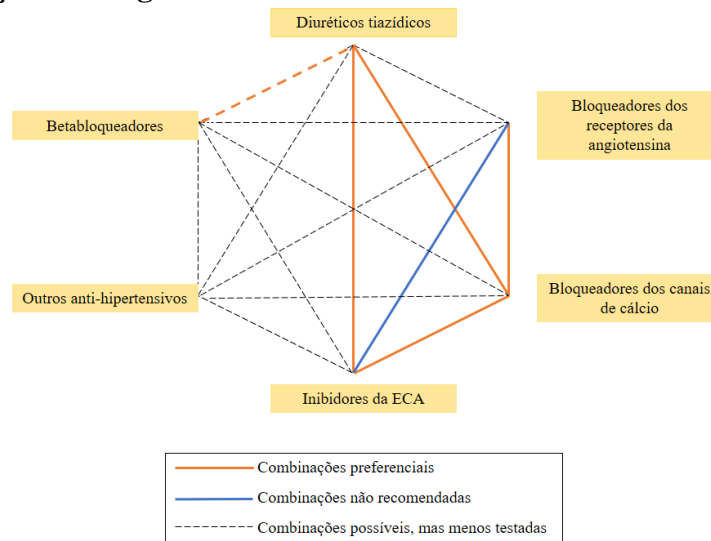 Diuréticos tiazídicos
Betabloqueadores
Bloqueadores dos
receptores da
angiotensina
Outros anti-hipertensivos
Bloqueadores dos canais
de cálcio
Inibidores da ECA
Combinações preferenciais
Combinações não recomendadas
Combinações possíveis, mas menos testadas